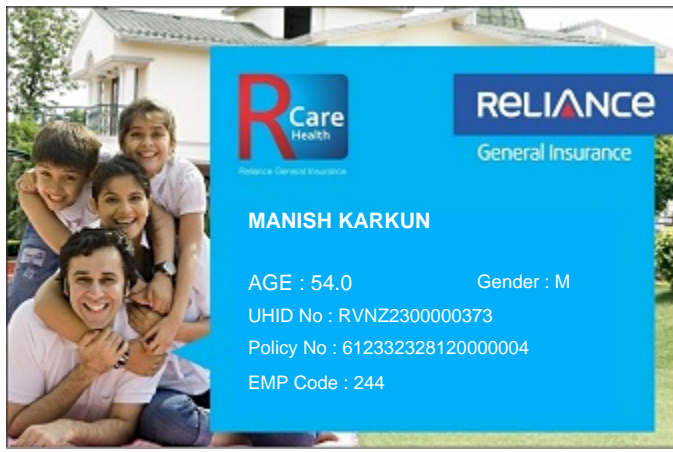 RCare
Health
Reliance General Insurance
RELIANCE
General Insurance
MANISH KARKUN
AGE : 54.0
Gender : M
UHID No : RVNZ2300000373
Policy No : 612332328120000004
EMP Code : 244